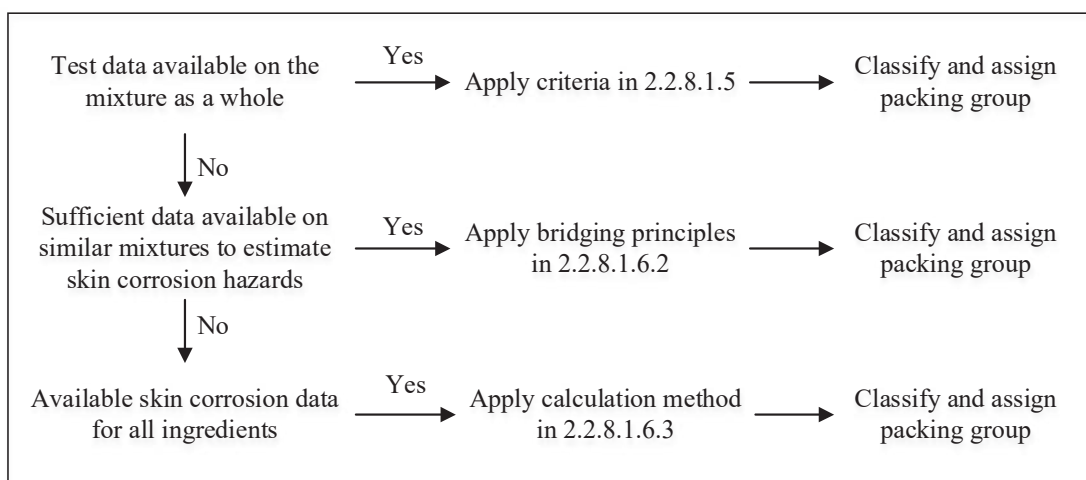 Yes
Test data available on the
mixture as a whole
Apply criteria in 2.2.8.1.5
Classify and assign
packing group
No
Sufficient data available on
similar mixtures to estimate
skin corrosion hazards
Yes
Apply bridging principles
in 2.2.8.1.6.2
Classify and assign
packing group
No
Available skin corrosion data
for all ingredients
Yes
Apply calculation method
in 2.2.8.1.6.3
Classify and assign
packing group